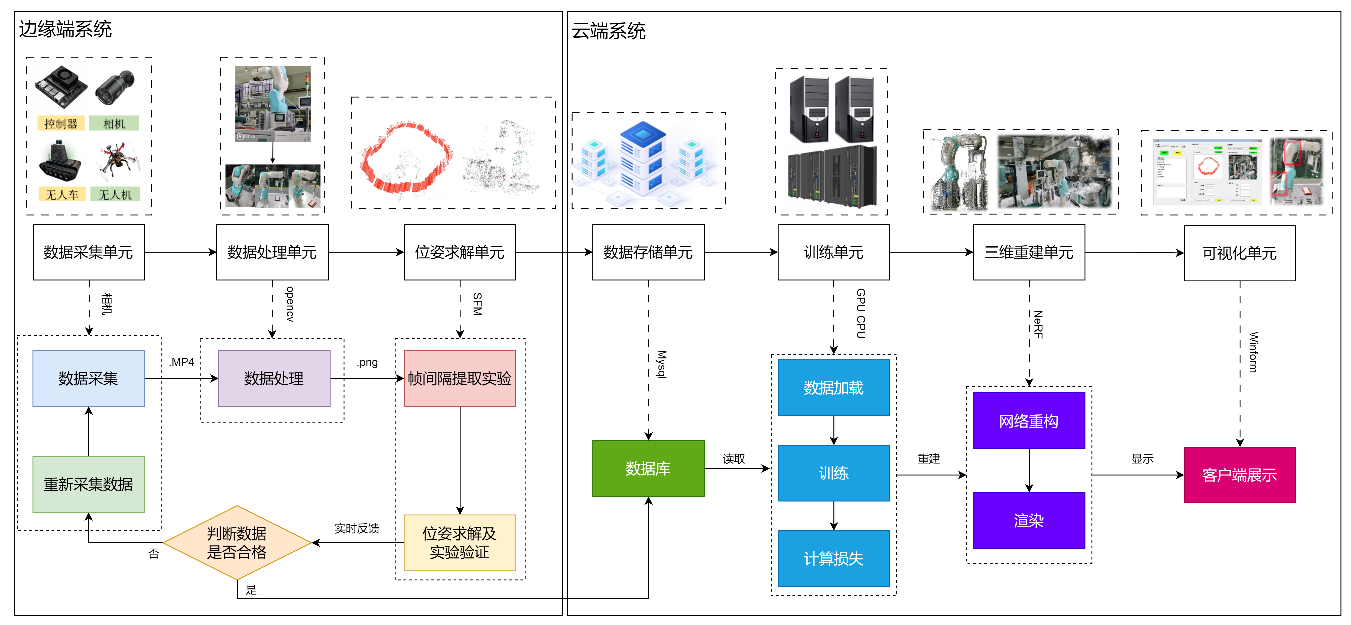 边缘端系统
云端系统
控制器
相机
无人车
无人机
数据采集单元
数据处理单元
位姿求解单元
数据存储单元
训练单元
三维重建单元
可视化单元
相机
opencv
SFM
Mysql
GPU CPU
NeRF
Winform
数据采集
.MP4
数据处理
.png
帧间隔提取实验
重新采集数据
判断数据
是否合格
否
是
实时反馈
位姿求解及
实验验证
数据库
读取
数据加载
训练
计算损失
重建
网络重构
渲染
显示
客户端展示